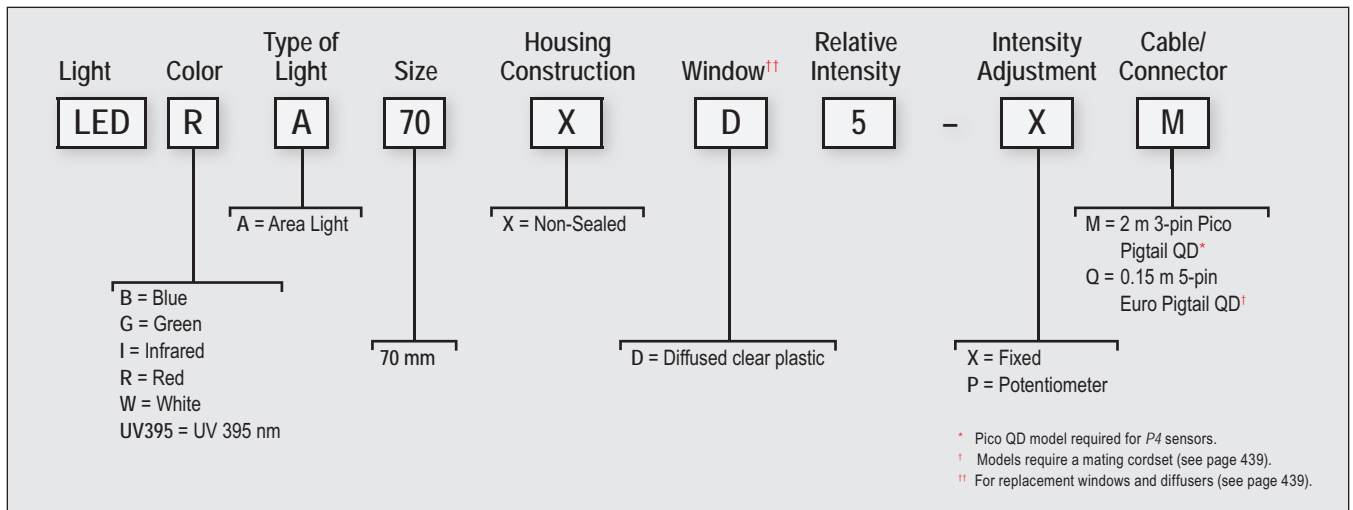 Light
Color
Type of
Light
Size
Housing
Construction
Window††
Relative
Intensity
Intensity
Adjustment
Cable/
Connector
LED
R
A
70
X
D
5
–
X
M
A = Area Light
X = Non-Sealed
M = 2 m 3-pin Pico
Pigtail QD*
Q = 0.15 m 5-pin
Euro Pigtail QD†
B = Blue
G = Green
I = Infrared
R = Red
W = White
UV395 = UV 395 nm
70 mm
D = Diffused clear plastic
X = Fixed
P = Potentiometer
* Pico QD model required for P4 sensors.
† Models require a mating cordset (see page 439).
†† For replacement windows and diffusers (see page 439).